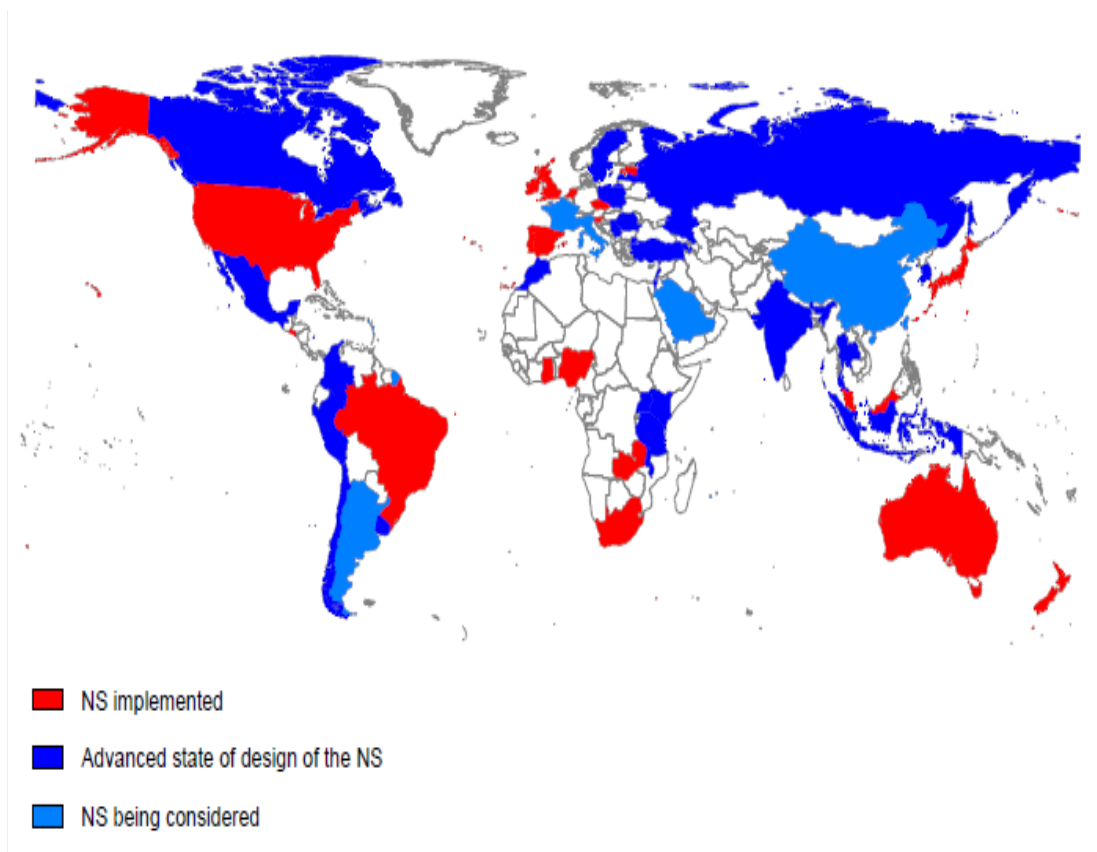 NS implemented
Advanced state of design of the NS
NS being considered